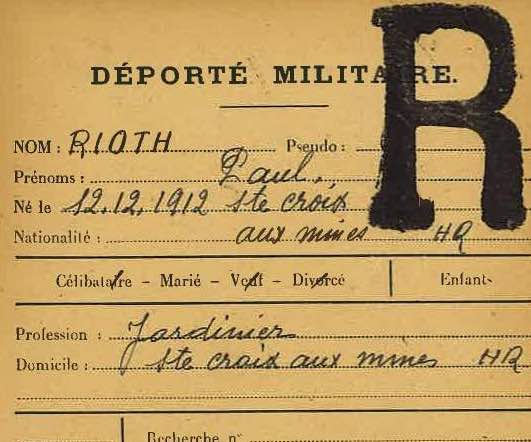 R
DÉPORTÉ MILITAIRE.
NOM : RIOTH Pseudo :
Prénoms : Paul,
Né le 12.12.1912 Ste croix
Nationalité : aux mines HR
Célibataire – Marié – Veuf – Divorcé Enfants
Profession : Jardinier
Domicile : Ste croix aux mines HR
Recherche n°